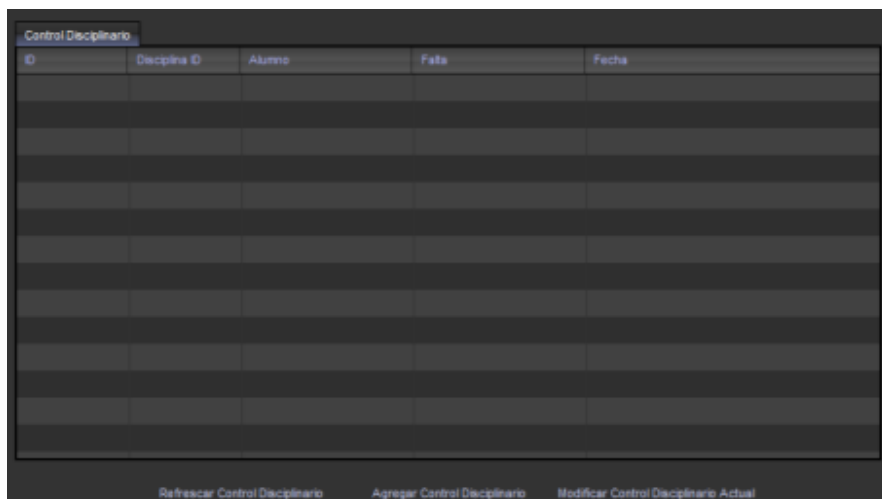 Control Disciplinario
ID Disciplina ID Alumno Falta Fecha
Refrescar Control Disciplinario Agregar Control Disciplinario Modificar Control Disciplinario Actual